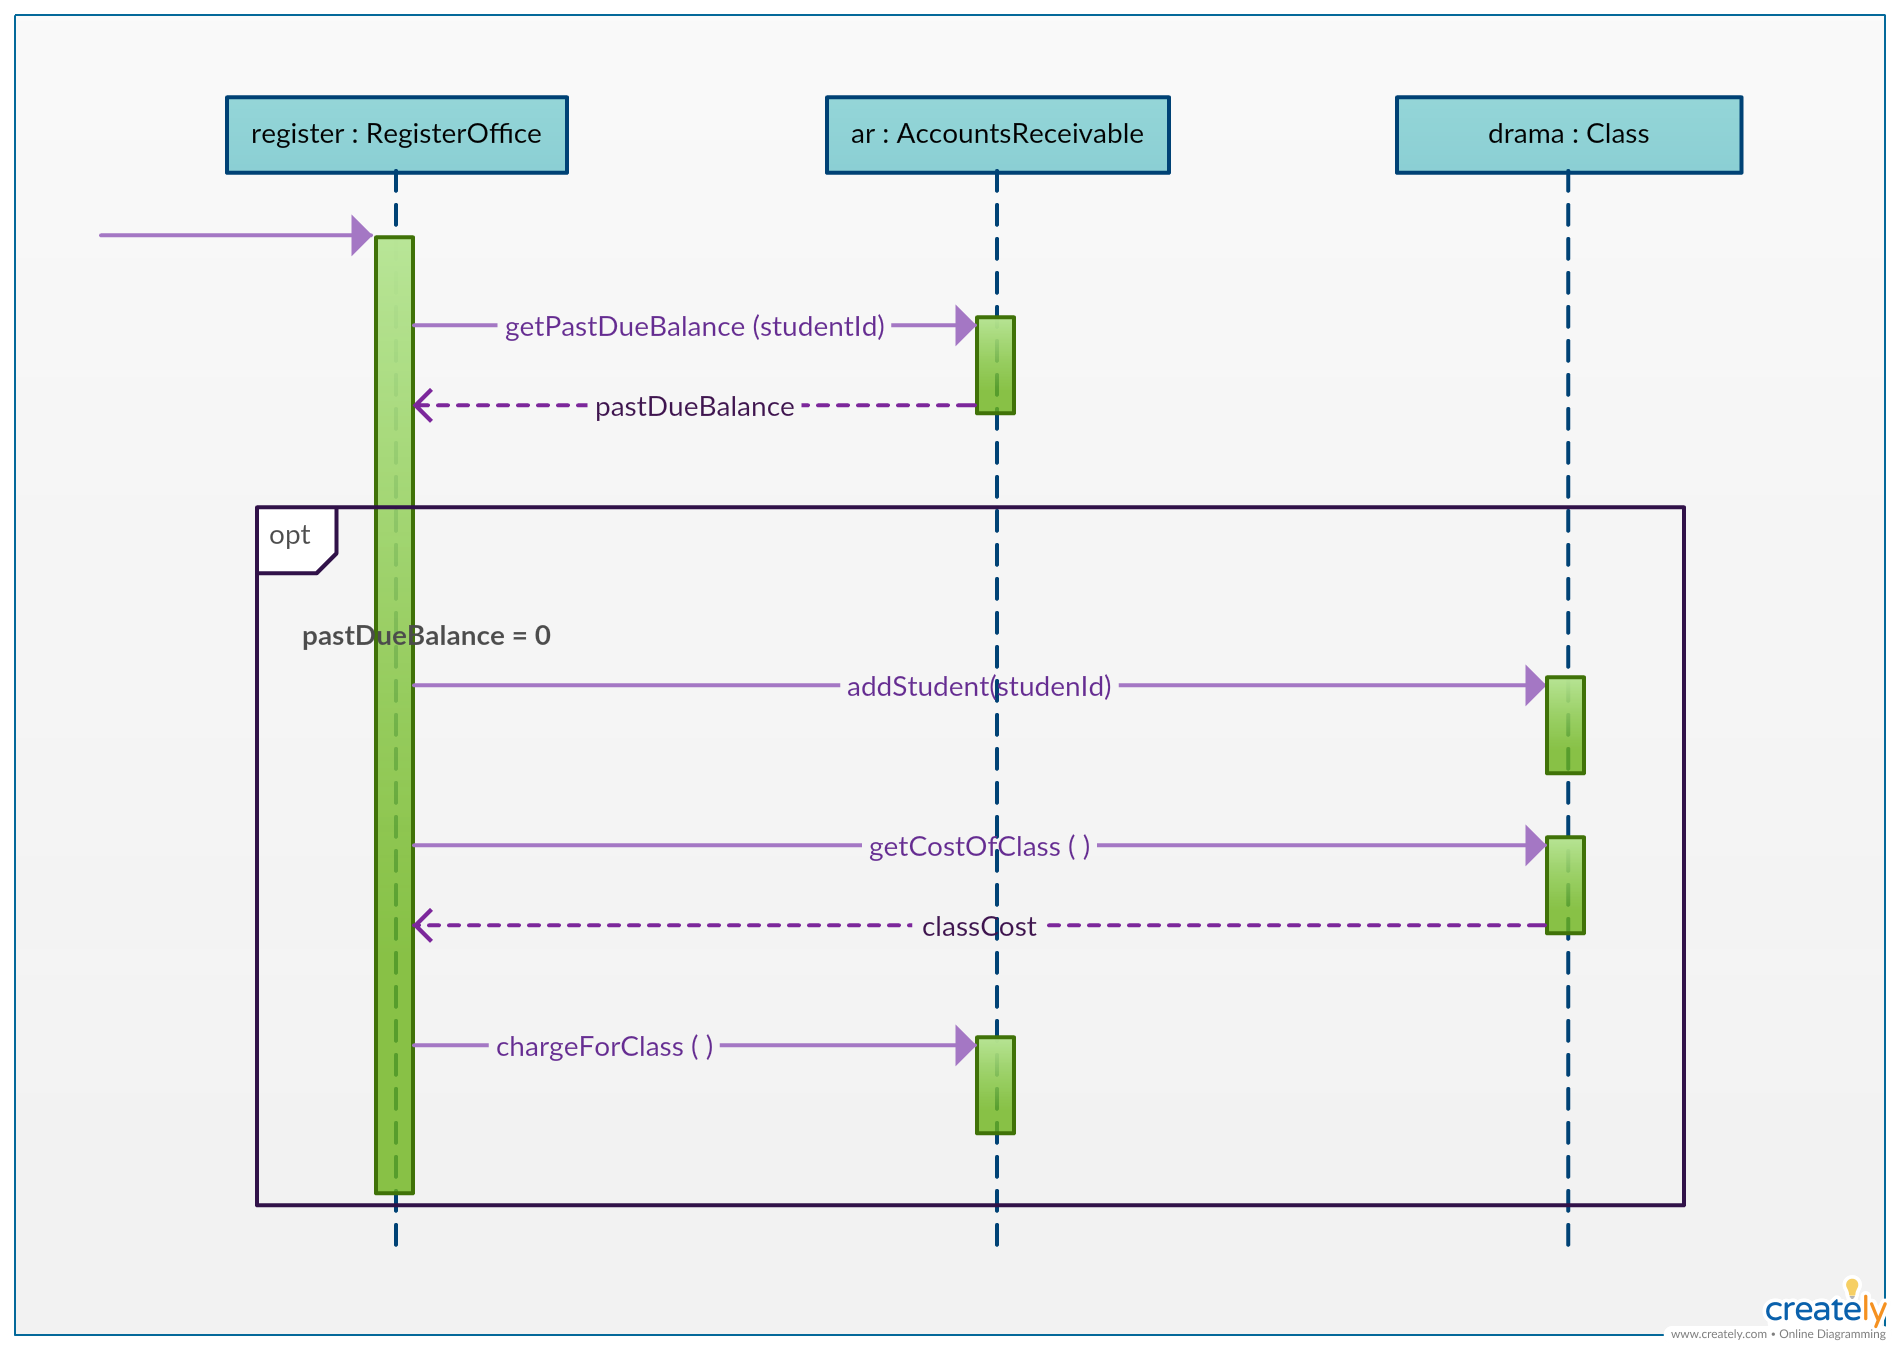 register : RegisterOffice
ar : AccountsReceivable
drama : Class
getPastDueBalance (studentId)
pastDueBalance
opt
pastDueBalance = 0
addStudent(studenId)
getCostOfClass ( )
classCost
chargeForClass ( )
creately
www.creately.com • Online Diagramming